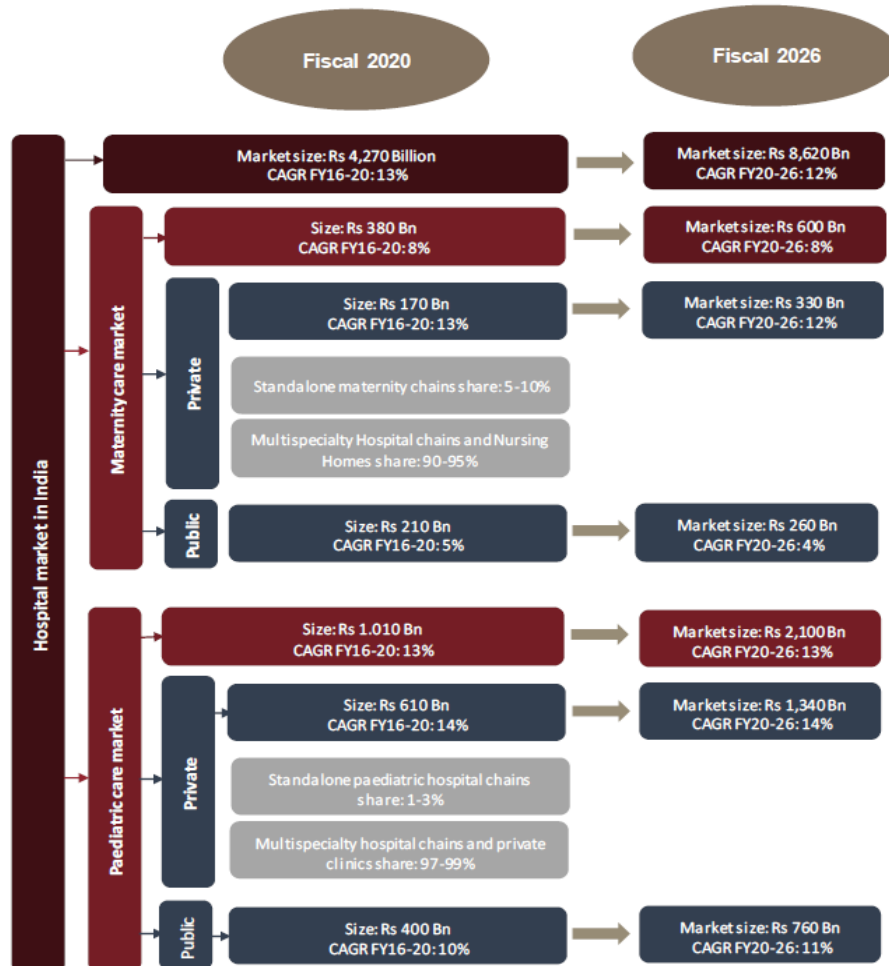 Fiscal 2020
Fiscal 2026
Hospital market in India
Market size: Rs 4,270 Billion
CAGR FY16-20: 13%
Market size: Rs 8,620 Bn
CAGR FY20-26: 12%
Maternity care market
Size: Rs 380 Bn
CAGR FY16-20: 8%
Market size: Rs 600 Bn
CAGR FY20-26: 8%
Private
Size: Rs 170 Bn
CAGR FY16-20: 13%
Market size: Rs 330 Bn
CAGR FY20-26: 12%
Standalone maternity chains share: 5-10%
Multispecialty Hospital chains and Nursing
Homes share: 90-95%
Public
Size: Rs 210 Bn
CAGR FY16-20: 5%
Market size: Rs 260 Bn
CAGR FY20-26: 4%
Paediatric care market
Size: Rs 1.010 Bn
CAGR FY16-20: 13%
Market size: Rs 2,100 Bn
CAGR FY20-26: 13%
Private
Size: Rs 610 Bn
CAGR FY16-20: 14%
Market size: Rs 1,340 Bn
CAGR FY20-26: 14%
Standalone paediatric hospital chains
share: 1-3%
Multispecialty hospital chains and private
clinics share: 97-99%
Public
Size: Rs 400 Bn
CAGR FY16-20: 10%
Market size: Rs 760 Bn
CAGR FY20-26: 11%